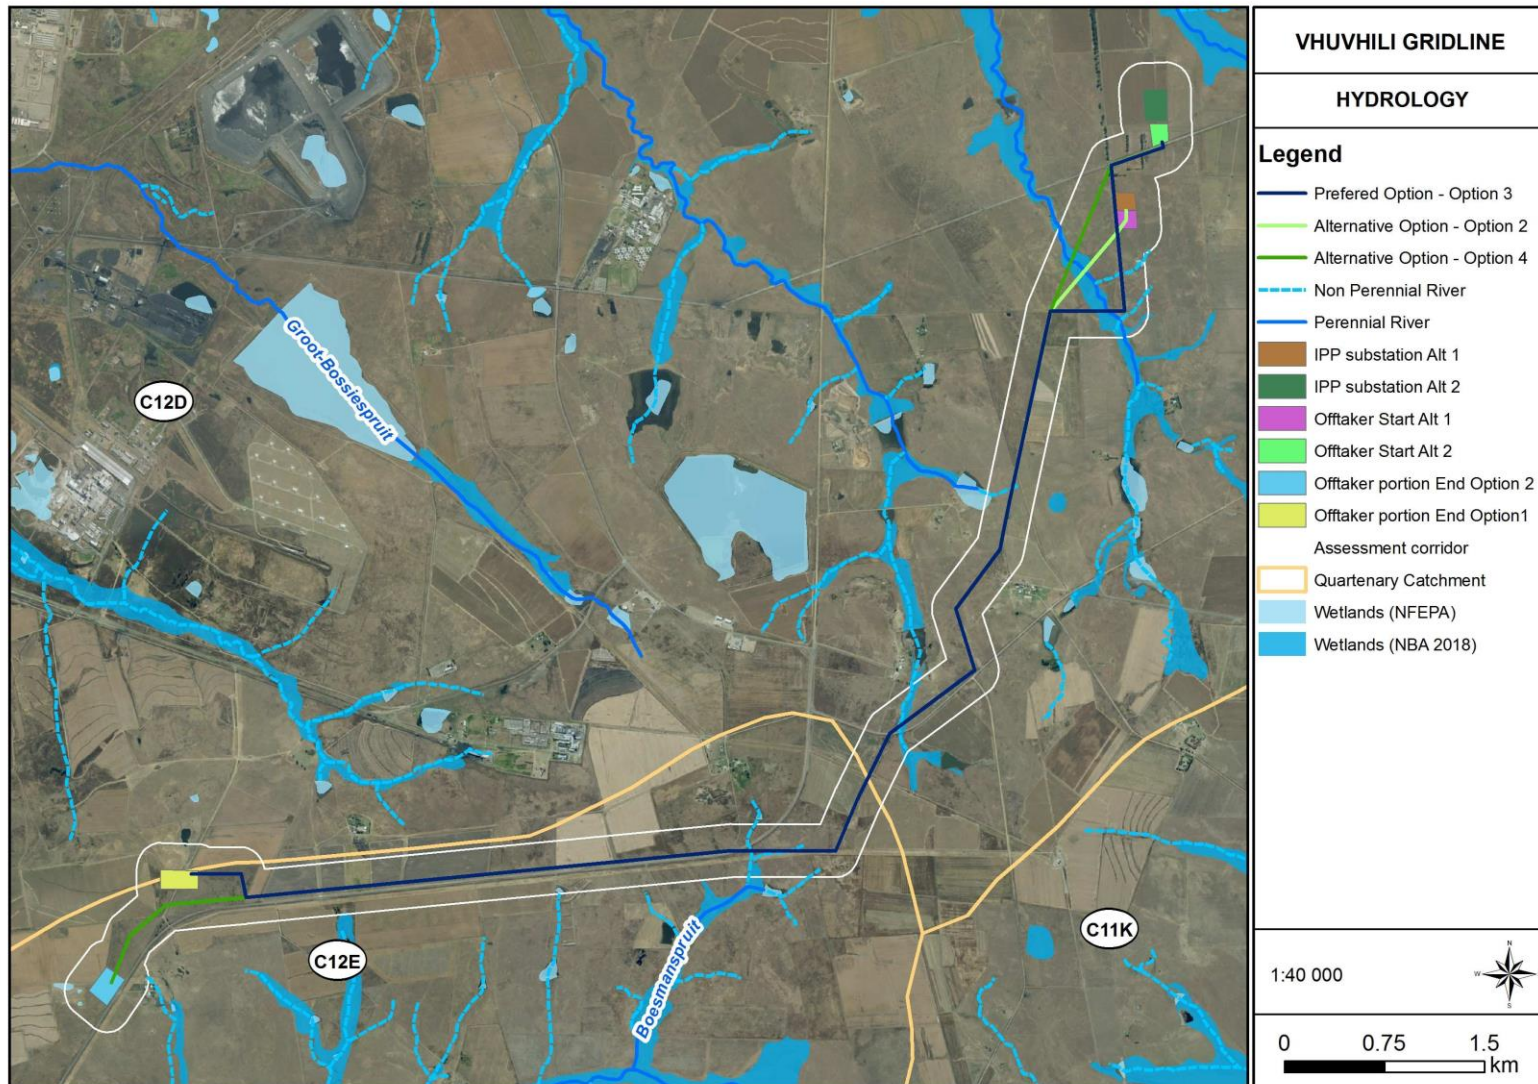 VHUVHILI GRIDLINE
HYDROLOGY
Legend
Prefered Option - Option 3
Alternative Option - Option 2
Alternative Option - Option 4
Non Perennial River
Perennial River
IPP substation Alt 1
IPP substation Alt 2
Offtaker Start Alt 1
Offtaker Start Alt 2
Offtaker portion End Option 2
Offtaker portion End Option1
Assessment corridor
Quartenary Catchment
Wetlands (NFEPA)
Wetlands (NBA 2018)
1:40 000
N
W
E
S
0 0.75 1.5
km
Groot-Bossiespruit
C12D
C12E
Boesmanspruit
C11K